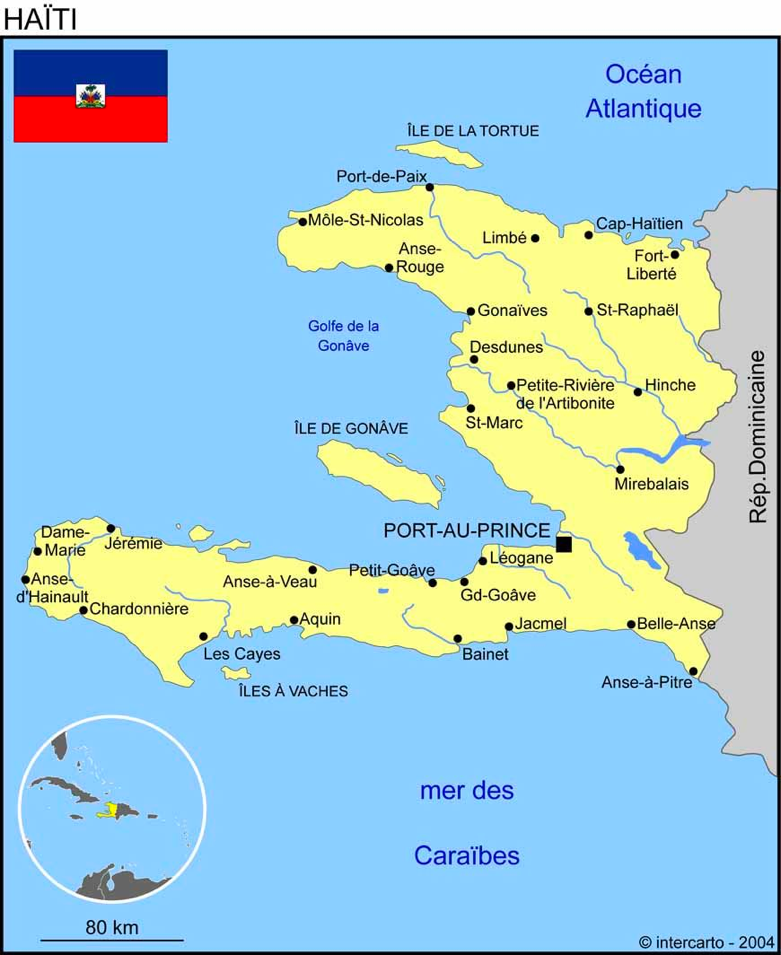 HAÏTI
Océan
Atlantique
ÎLE DE LA TORTUE
Port-de-Paix
Môle-St-Nicolas
Cap-Haïtien
Limbé
Anse-
Rouge
Fort-
Liberté
Gonaïves
St-Raphaël
Golfe de la
Gonâve
Desdunes
Petite-Rivière
de l'Artibonite
Hinche
St-Marc
ÎLE DE GONÂVE
Mirebalais
Rép.Dominicaine
PORT-AU-PRINCE
Dame-
Marie
Jérémie
Léogane
Petit-Goâve
Anse-à-Veau
Anse-
d'Hainault
Gd-Goâve
Chardonnière
Aquin
Jacmel
Belle-Anse
Les Cayes
Bainet
Anse-à-Pitre
ÎLES À VACHES
mer des
Caraïbes
80 km
© intercarto - 2004